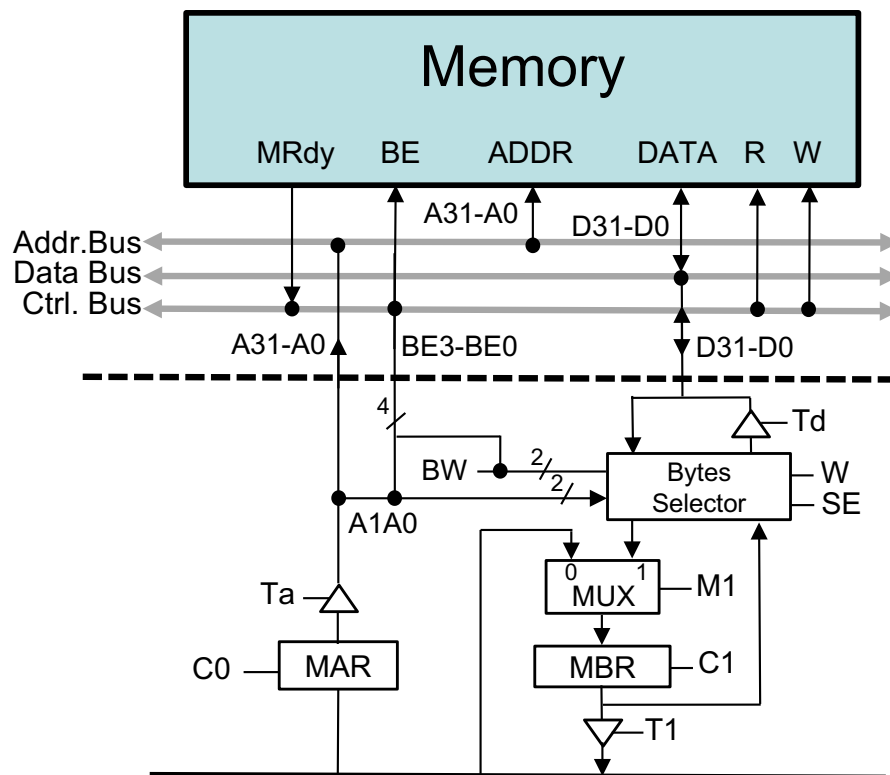 Memory
MRdy BE ADDR DATA R W
A31-A0 D31-D0
Addr.Bus
Data Bus
Ctrl. Bus
A31-A0 BE3-BE0 D31-D0
4
Td
BW 2 Bytes W
2 Selector SE
A1A0
0 1
MUX M1
Ta
C0 MAR MBR C1
T1